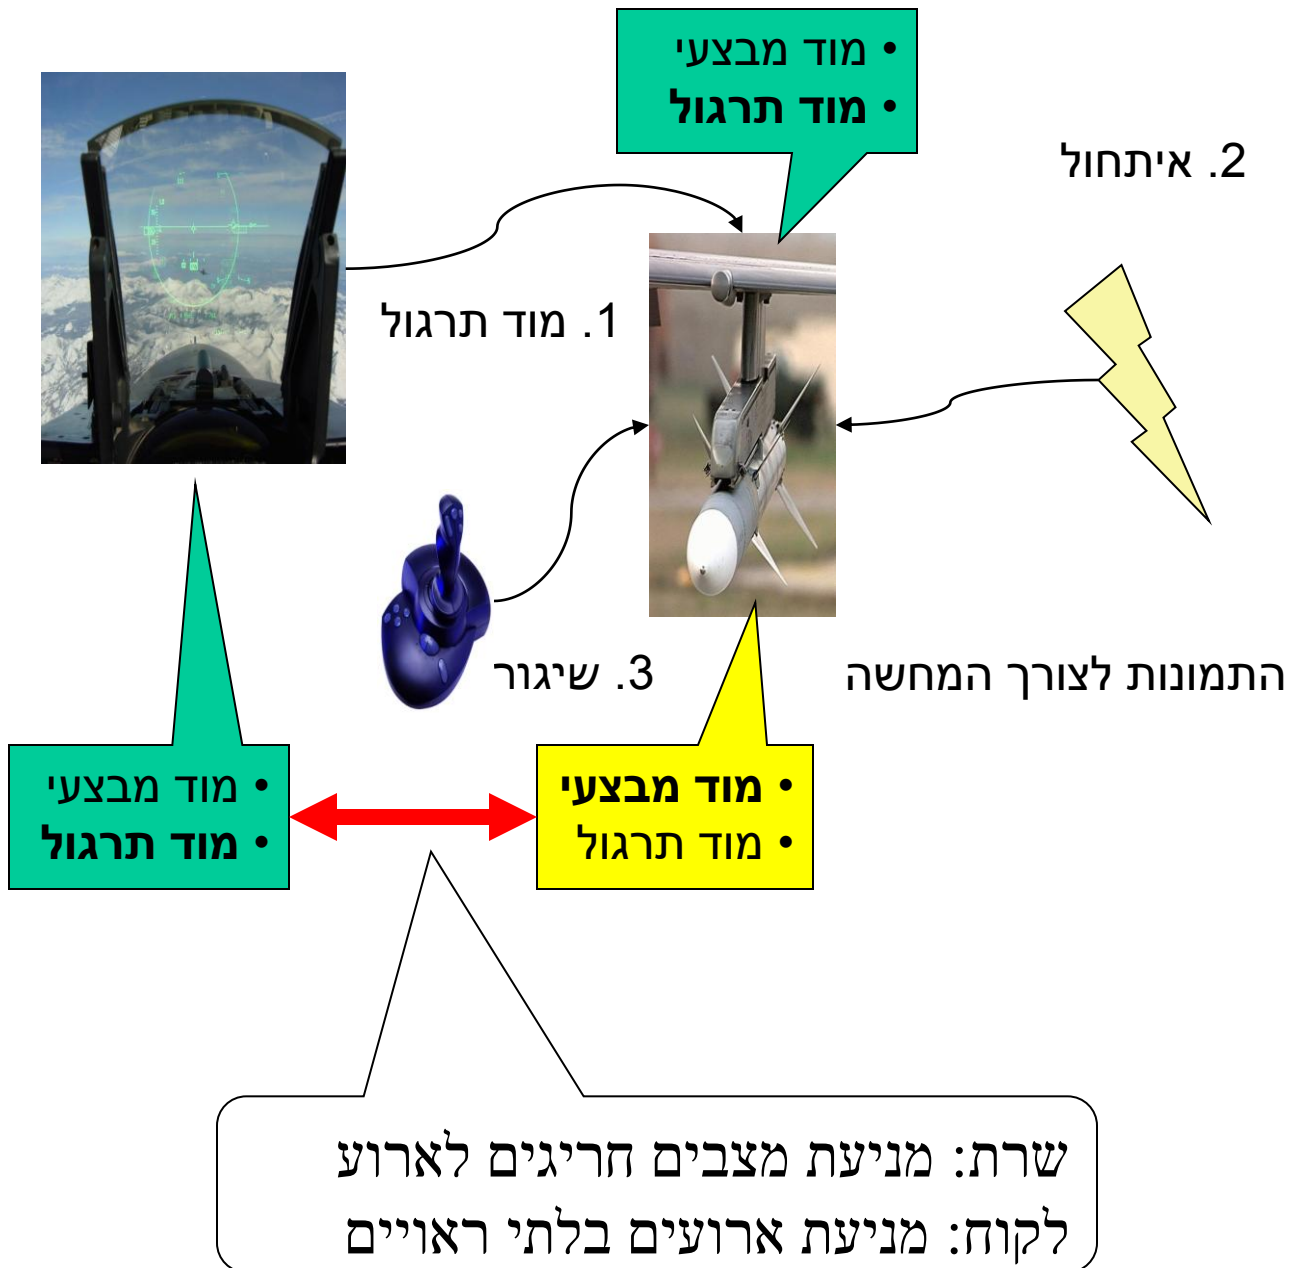 • מוד מבצעי
• מוד תרגול
2. איתחול
1. מוד תרגול
3. שיגור
התמונות לצורך המחשה
• מוד מבצעי
• מוד תרגול
• מוד מבצעי
• מוד תרגול
שרת: מניעת מצבים חריגים לארוע
לקוח: מניעת ארועים בלתי ראויים